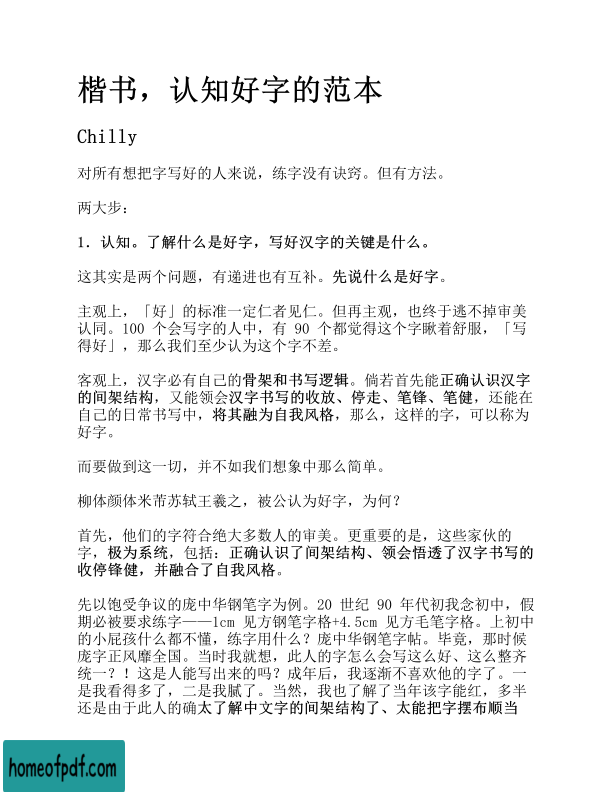 楷书，认知好字的范本
Chilly
对所有想把字写好的人来说，练字没有诀窍。但有方法。
两大步：
1．认知。了解什么是好字，写好汉字的关键是什么。
这其实是两个问题，有递进也有互补。先说什么是好字。
主观上，「好」的标准一定仁者见仁。但再主观，也终于逃不掉审美
认同。100 个会写字的人中，有 90 个都觉得这个字瞅着舒服，「写
得好」，那么我们至少认为这个字不差。
客观上，汉字必有自己的骨架和书写逻辑。倘若首先能正确认识汉字
的间架结构，又能领会汉字书写的收放、停走、笔锋、笔健，还能在
自己的日常书写中，将其融为自我风格，那么，这样的字，可以称为
好字。
而要做到这一切，并不如我们想象中那么简单。
柳体颜体米芾苏轼王羲之，被公认为好字，为何？
首先，他们的字符合绝大多数人的审美。更重要的是，这些家伙的
字，极为系统，包括：正确认识了间架结构、领会悟透了汉字书写的
收停锋健，并融合了自我风格。
先以饱受争议的庞中华钢笔字为例。20 世纪 90 年代初我念初中，假
期必被要求练字——1cm 见方钢笔字格+4.5cm 见方毛笔字格。上初中
的小屁孩什么都不懂，练字用什么？庞中华钢笔字帖。毕竟，那时候
庞字正风靡全国。当时我就想，此人的字怎么会写这么好、这么整齐
统一？！这是人能写出来的吗？成年后，我逐渐不喜欢他的字了。一
是我看得多了，二是我腻了。当然，我也了解了当年该字能红，多半
还是由于此人的确太了解中文字的间架结构了、太能把字摆布顺当
homeofpdf.com